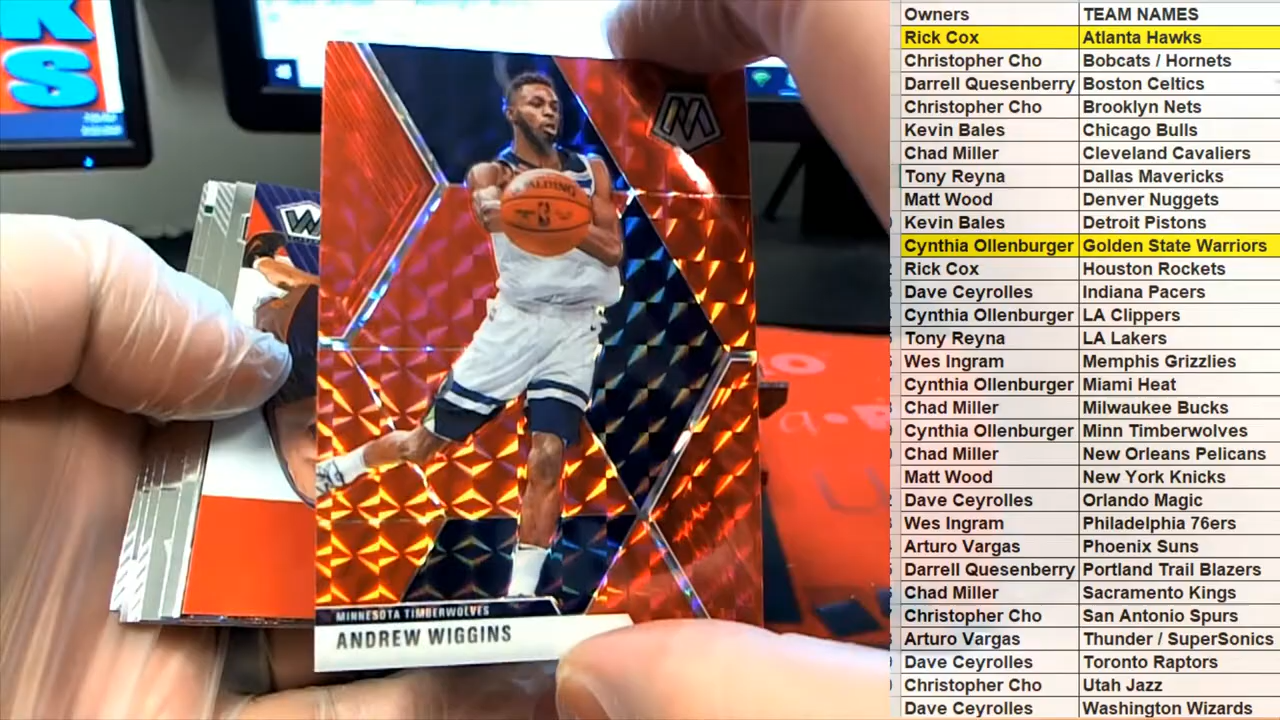 KS
SPALDING
M
MINNESOTA TIMBERWOLVES
ANDREW WIGGINS
Owners TEAM NAMES
Rick Cox Atlanta Hawks
Christopher Cho Bobcats / Hornets
Darrell Quesenberry Boston Celtics
Christopher Cho Brooklyn Nets
Kevin Bales Chicago Bulls
Chad Miller Cleveland Cavaliers
Tony Reyna Dallas Mavericks
Matt Wood Denver Nuggets
Kevin Bales Detroit Pistons
Cynthia Ollenburger Golden State Warriors
Rick Cox Houston Rockets
Dave Ceyrolles Indiana Pacers
Cynthia Ollenburger LA Clippers
Tony Reyna LA Lakers
Wes Ingram Memphis Grizzlies
Cynthia Ollenburger Miami Heat
Chad Miller Milwaukee Bucks
Cynthia Ollenburger Minn Timberwolves
Chad Miller New Orleans Pelicans
Matt Wood New York Knicks
Dave Ceyrolles Orlando Magic
Wes Ingram Philadelphia 76ers
Arturo Vargas Phoenix Suns
Darrell Quesenberry Portland Trail Blazers
Chad Miller Sacramento Kings
Christopher Cho San Antonio Spurs
Arturo Vargas Thunder / SuperSonics
Dave Ceyrolles Toronto Raptors
Christopher Cho Utah Jazz
Dave Ceyrolles Washington Wizards